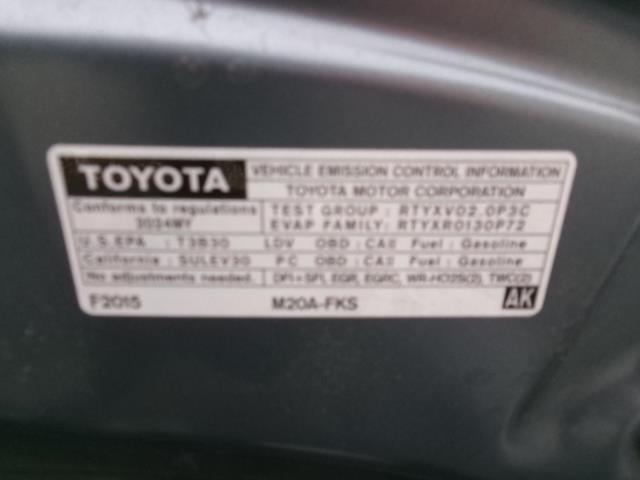 TOYOTA
VEHICLE EMISSION CONTROL INFORMATION
TOYOTA MOTOR CORPORATION
Conforms to regulations
2024MY
TEST GROUP : RTYXV02.0P3C
EVAP FAMILY: RTYXR0130P72
U.S.EPA : T3B30 LDV OBD : CAII Fuel : Gasoline
California : SULEV30 PC OBD : CAII Fuel : Gasoline
No adjustments needed. DFI+SFI, EGR, EGRC, WR-HO2S(2), TWC(2)
F2015 M20A-FKS AK